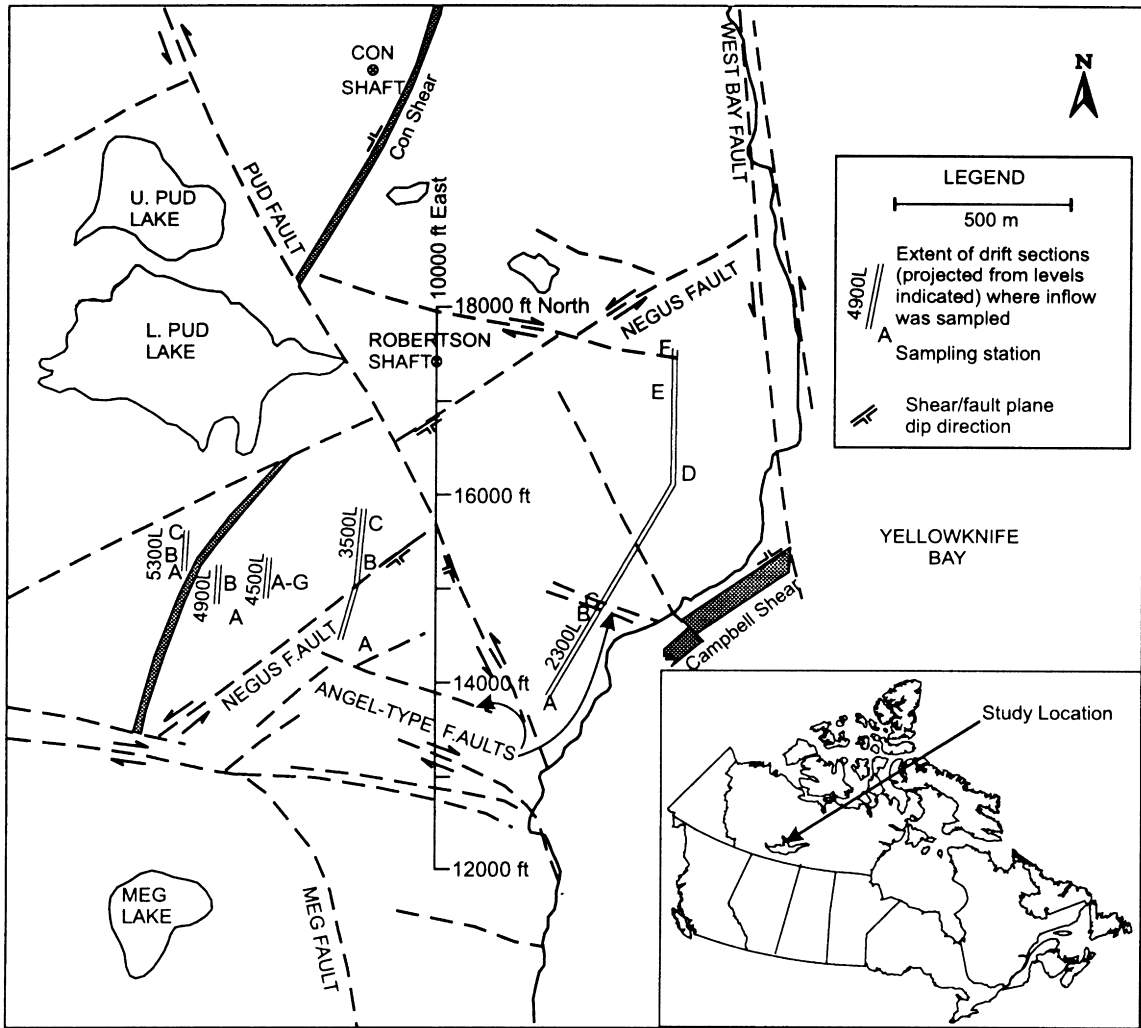 CON
SHAFT
Con Shear
WEST BAY FAULT
N
LEGEND
500 m
4900L
Extent of drift sections
(projected from levels
indicated) where inflow
was sampled
A
Sampling station
Shear/fault plane
dip direction
U. PUD
LAKE
PUD FAULT
10000 ft East
18000 ft North
NEGUS FAULT
L. PUD
LAKE
ROBERTSON
SHAFT
F
E
D
16000 ft
5300L
C
B
A
4900L
B
A
4500L
A-G
3500L
C
B
A
YELLOWKNIFE
BAY
C
B
2300L
A
Campbell Shear
NEGUS F.AULT
14000 ft
ANGEL-TYPE F.AULTS
12000 ft
Study Location
MEG
LAKE
MEG FAULT